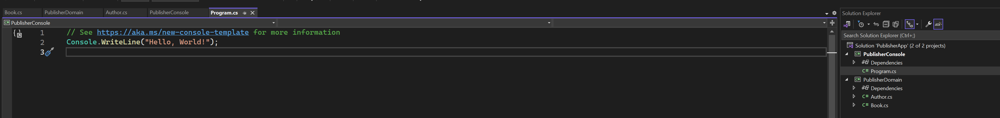 Book.cs PublisherDomain Author.cs PublisherConsole Program.cs
C# PublisherConsole
1 // See https://aka.ms/new-console-template for more information
2 Console.WriteLine("Hello, World!");
3
Solution Explorer
Search Solution Explorer (Ctrl+;)
Solution 'PublisherApp' (2 of 2 projects)
C# PublisherConsole
Dependencies
C# Program.cs
C# PublisherDomain
Dependencies
C# Author.cs
C# Book.cs